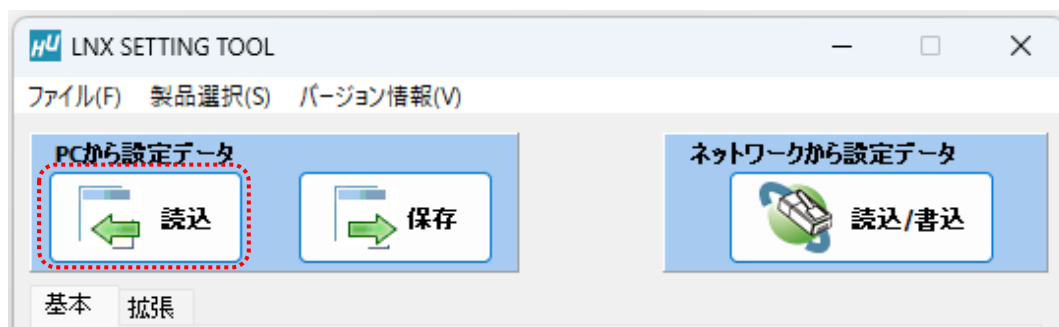 HU LNX SETTING TOOL
ファイル(F) 製品選択(S) バージョン情報(V)
PCから設定データ
読込
保存
ネットワークから設定データ
読込/書込
基本 拡張